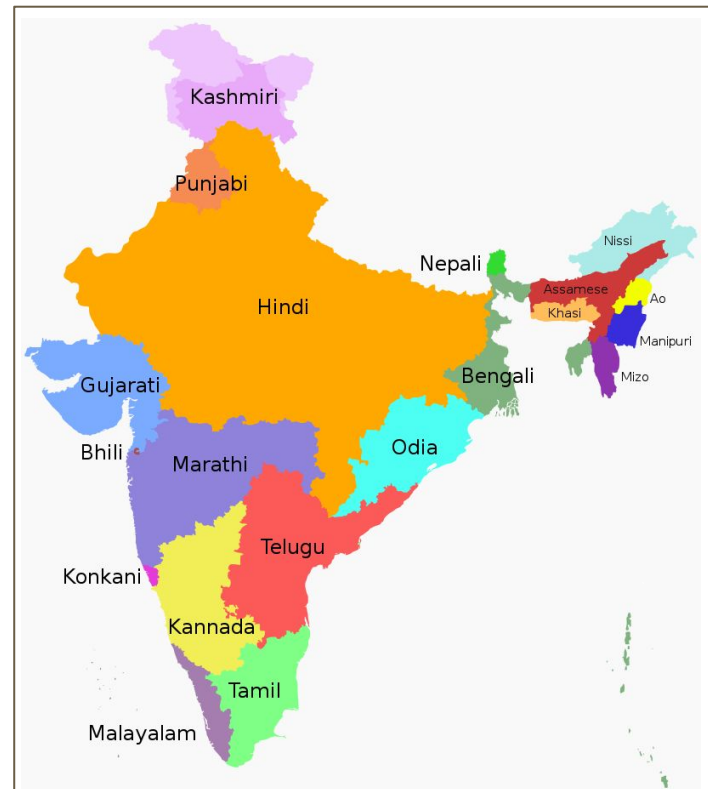 Kashmiri
Punjabi
Nissi
Nepali
Assamese
Ao
Hindi
Khasi
Manipuri
Bengali
Mizo
Gujarati
Bhili
Marathi
Odia
Telugu
Konkani
Kannada
Tamil
Malayalam